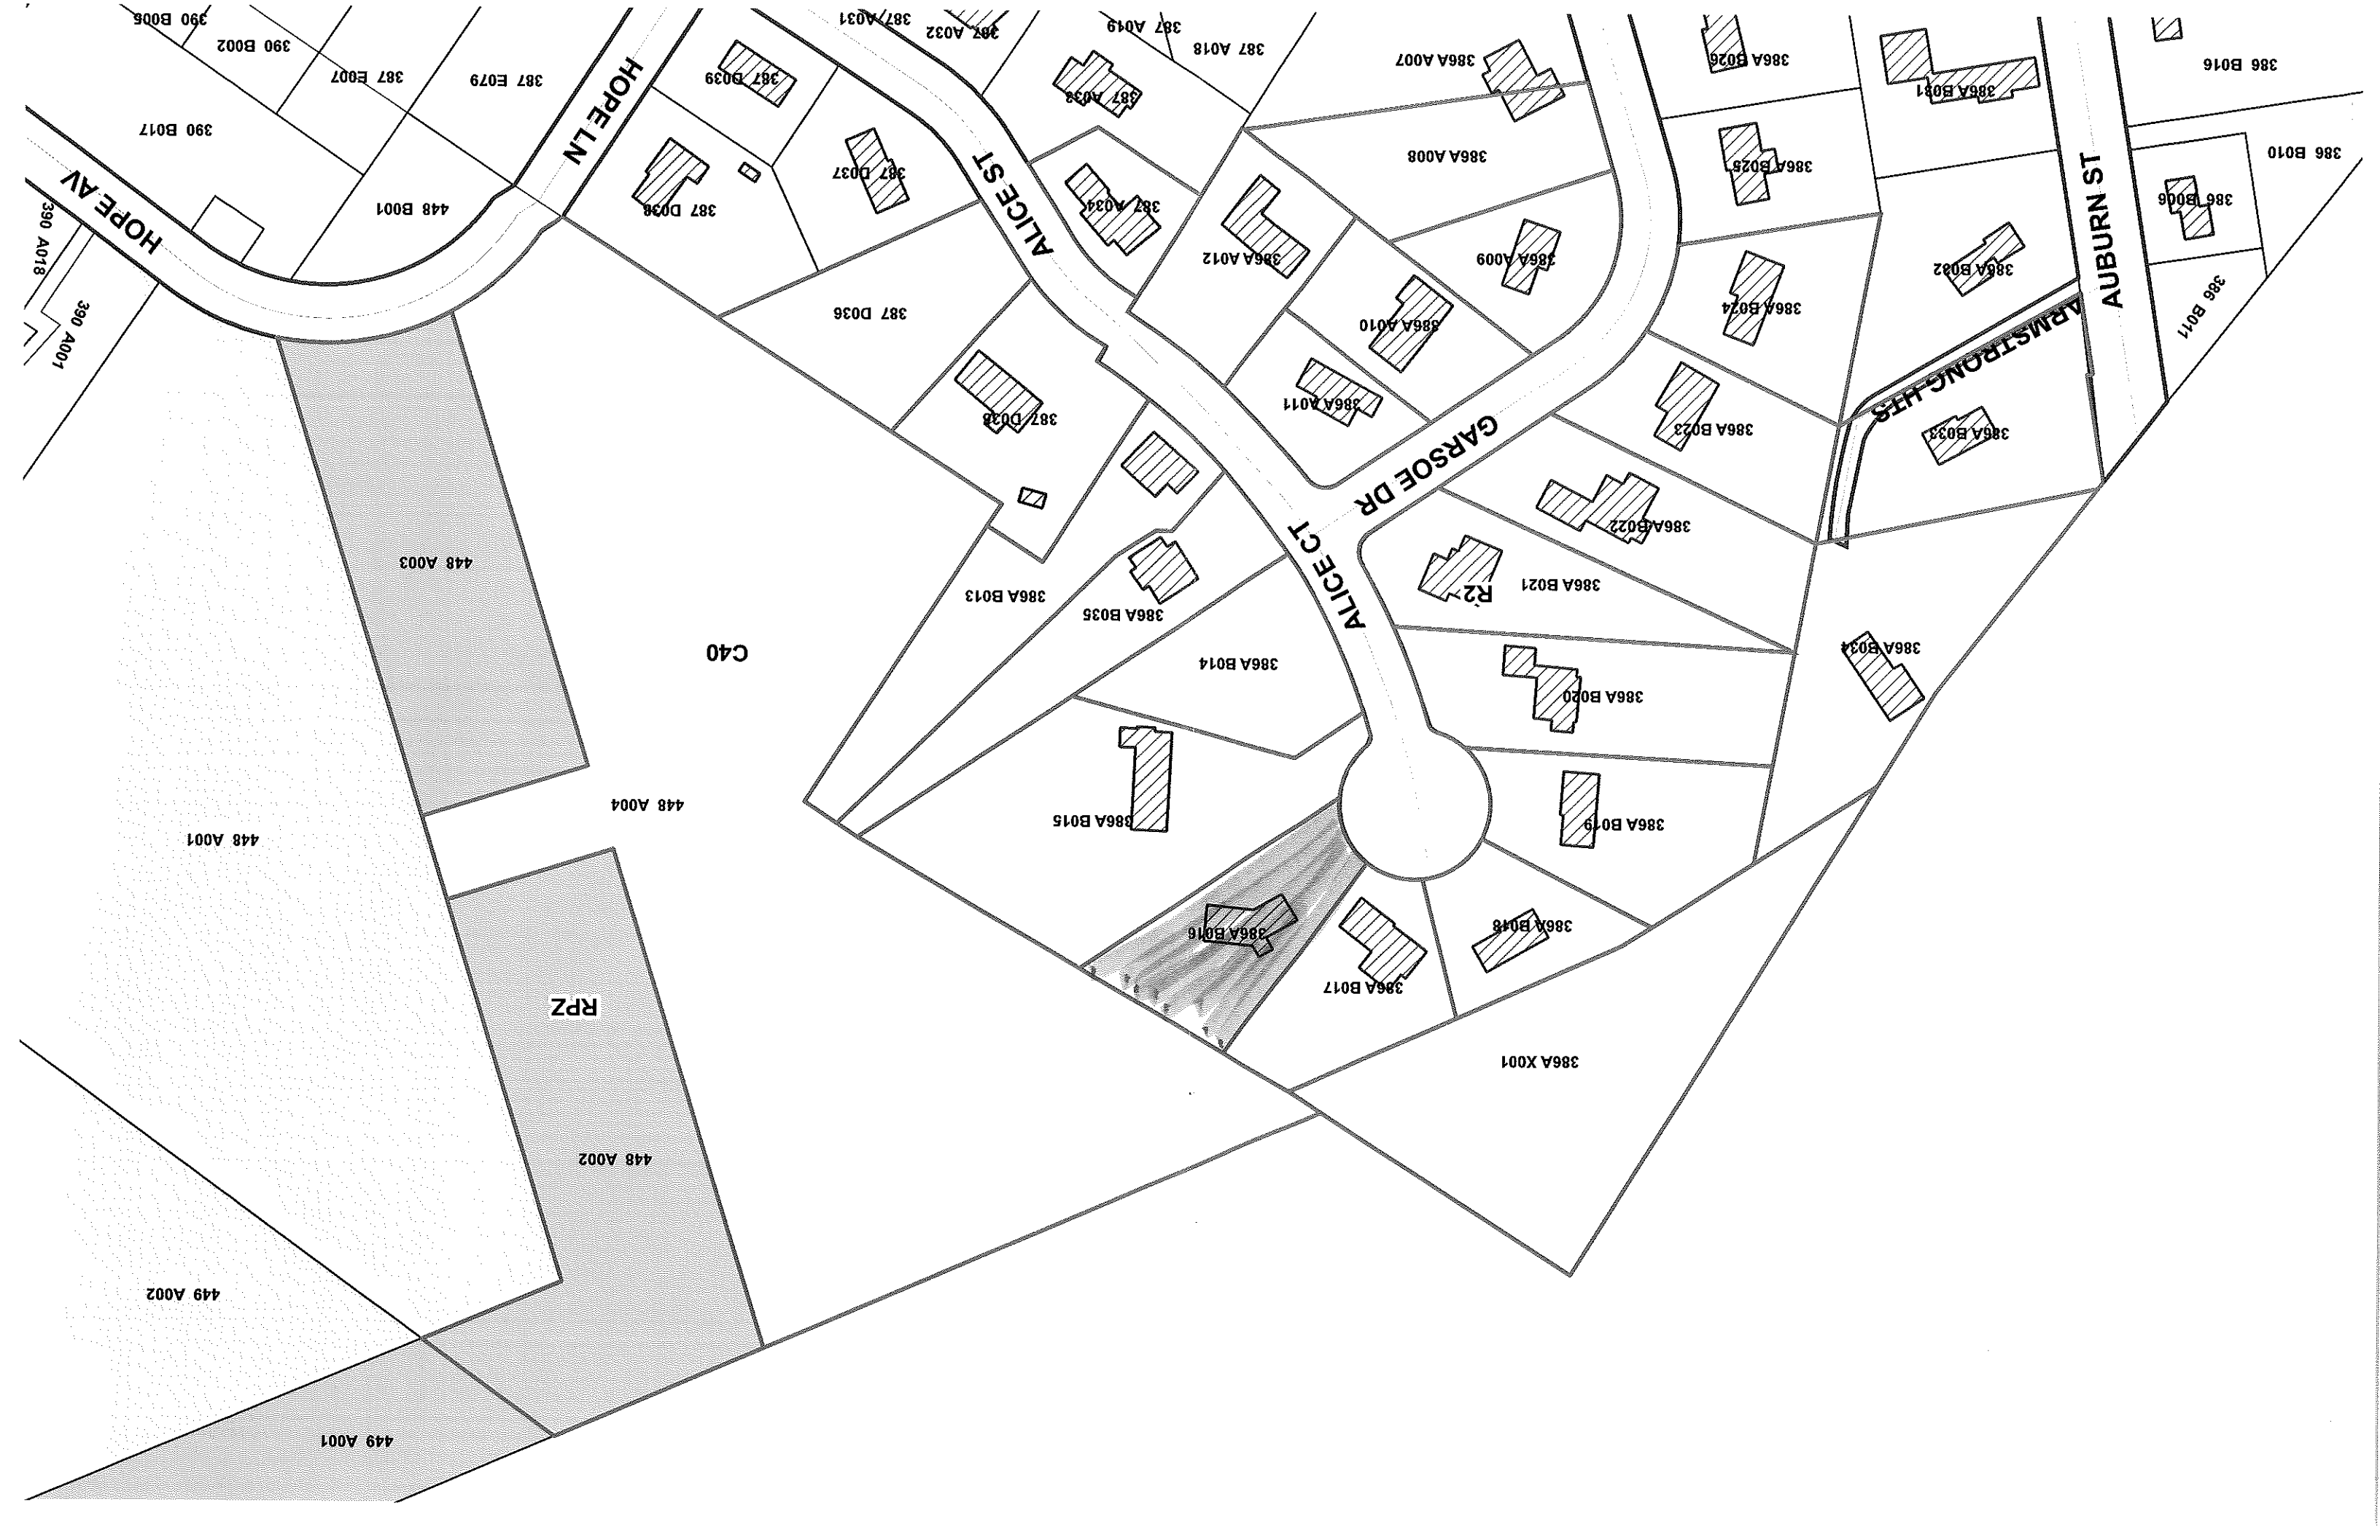 390 B005
390 B002
387 E007
387 E079
390 B017
448 B001
HOPE LN
HOPE AV
390 A018
390 A001
387 D039
387 D038
387 D037
387 D036
387 A031
387 A032
387 A019
387 A018
387 A033
387 A034
ALICE ST
386A A007
386A A008
386A A012
386A A009
386A A010
386A A011
386A B026
386A B025
386A B024
386A B023
386A B022
386A B021
R2
386A B031
386A B032
386A B033
AUBURN ST
ARMSTRONG HTS
386 B016
386 B010
386 B006
386 B011
GARSOE DR
ALICE CT
386A B013
386A B035
386A B014
386A B015
386A B016
386A B017
386A B018
386A B019
386A B020
386A B034
386A X001
C40
448 A003
448 A004
448 A001
RPZ
448 A002
449 A002
449 A001